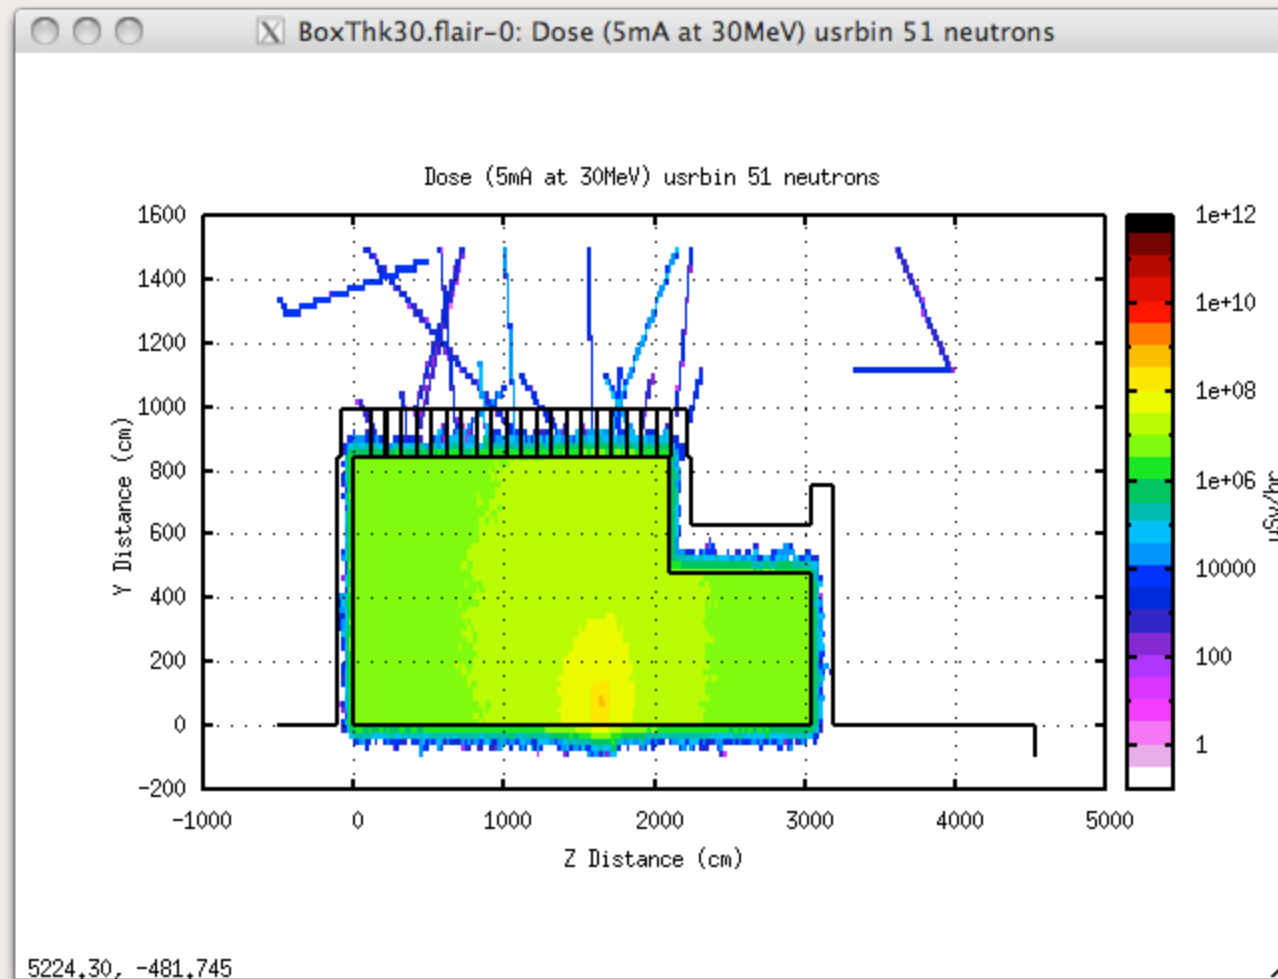 BoxThk30.flair-0: Dose (5mA at 30MeV) usrbin 51 neutrons
Dose (5mA at 30MeV) usrbin 51 neutrons
1600
1400
1200
1000
800
600
400
200
0
-200
Y Distance (cm)
-1000
0
1000
2000
3000
4000
5000
Z Distance (cm)
1e+12
1e+10
1e+08
1e+06
10000
100
1
uSv/hr
5224.30, -481.745